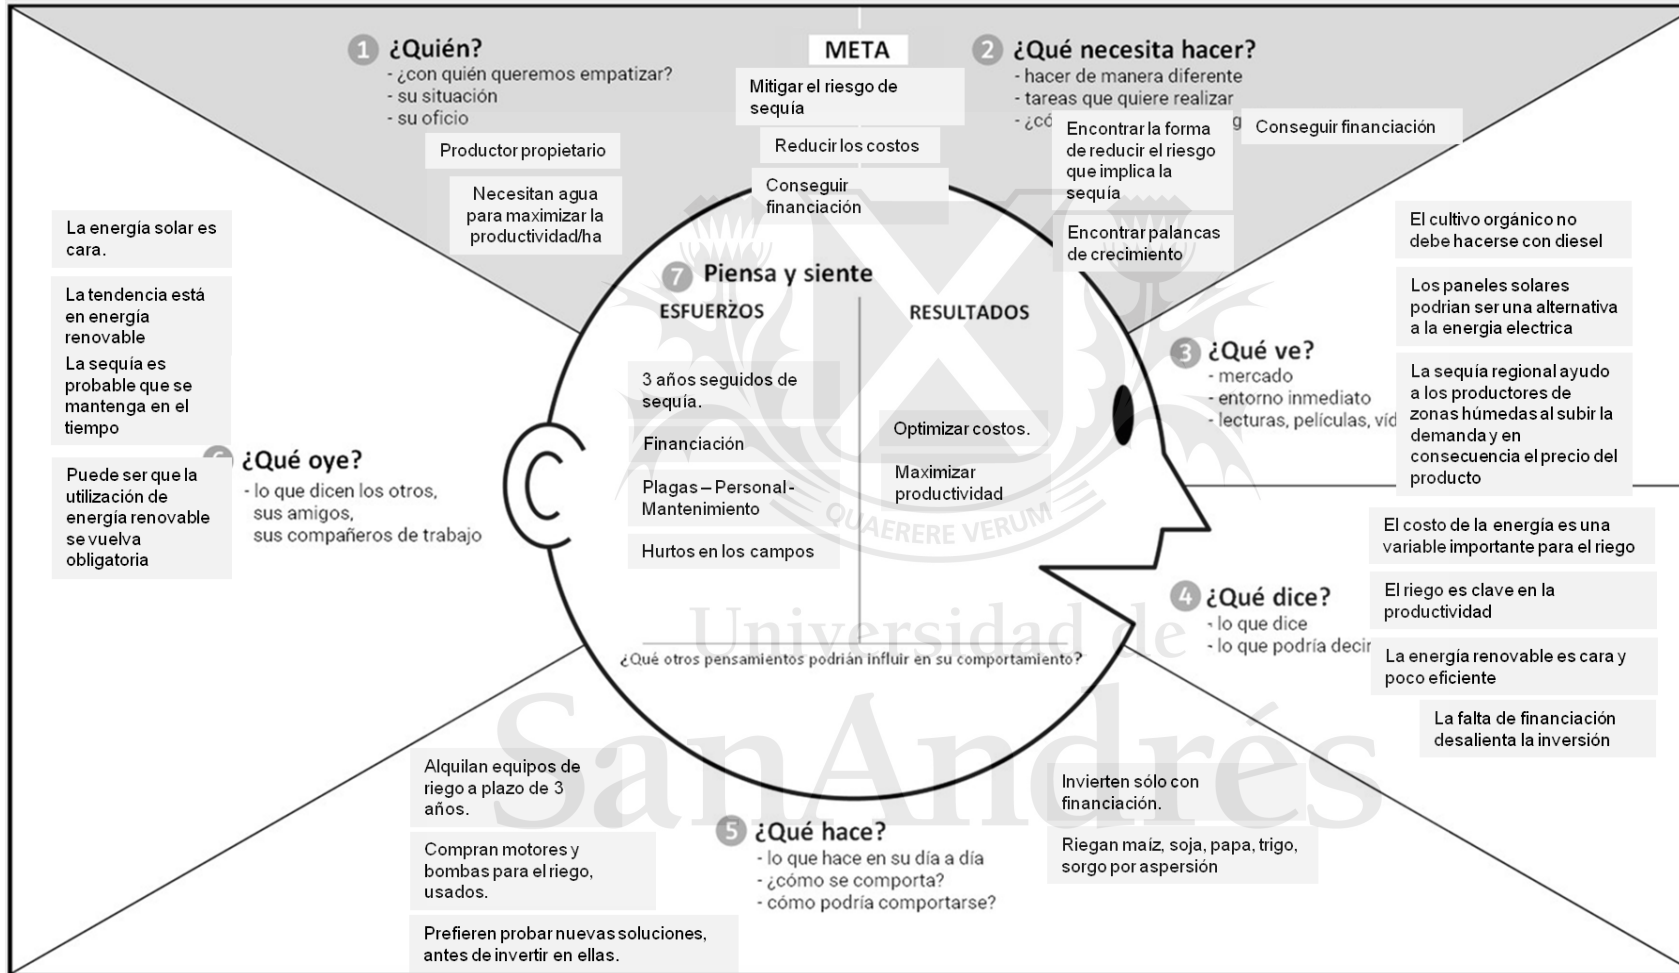 1 ¿Quién?
- ¿con quién queremos empatizar?
- su situación
- su oficio
Productor propietario
Necesitan agua
para maximizar la
productividad/ha
META
Mitigar el riesgo de
sequía
Reducir los costos
Conseguir
financiación
2 ¿Qué necesita hacer?
- hacer de manera diferente
- tareas que quiere realizar
Encontrar la forma
de reducir el riesgo
que implica la
sequía
Conseguir financiación
Encontrar palancas
de crecimiento
3 ¿Qué ve?
- mercado
- entorno inmediato
- lecturas, películas,
El cultivo orgánico no
debe hacerse con diesel
Los paneles solares
podrian ser una alternativa
a la energia electrica
La sequía regional ayudo
a los productores de
zonas húmedas al subir la
demanda y en
consecuencia el precio del
producto
4 ¿Qué dice?
- lo que dice
- lo que podría decir
El costo de la energía es una
variable importante para el riego
El riego es clave en la
productividad
La energía renovable es cara y
poco eficiente
La falta de financiación
desalienta la inversión
5 ¿Qué hace?
- lo que hace en su día a día
- ¿cómo se comporta?
- cómo podría comportarse?
Alquilan equipos de
riego a plazo de 3
años.
Compran motores y
bombas para el riego,
usados.
Prefieren probar nuevas soluciones,
antes de invertir en ellas.
Invierten sólo con
financiación.
Riegan maíz, soja, papa, trigo,
sorgo por aspersión
¿Qué oye?
- lo que dicen los otros,
sus amigos,
sus compañeros de trabajo
La energía solar es
cara.
La tendencia está
en energía
renovable
La sequía es
probable que se
mantenga en el
tiempo
Puede ser que la
utilización de
energía renovable
se vuelva
obligatoria
7 Piensa y siente
ESFUERZOS
3 años seguidos de
sequía.
Financiación
Plagas – Personal -
Mantenimiento
Hurtos en los campos
RESULTADOS
Optimizar costos.
Maximizar
productividad
¿Qué otros pensamientos podrián influir en su comportamiento?
QUAERERE VERUM
Universidad de
SanAndrés